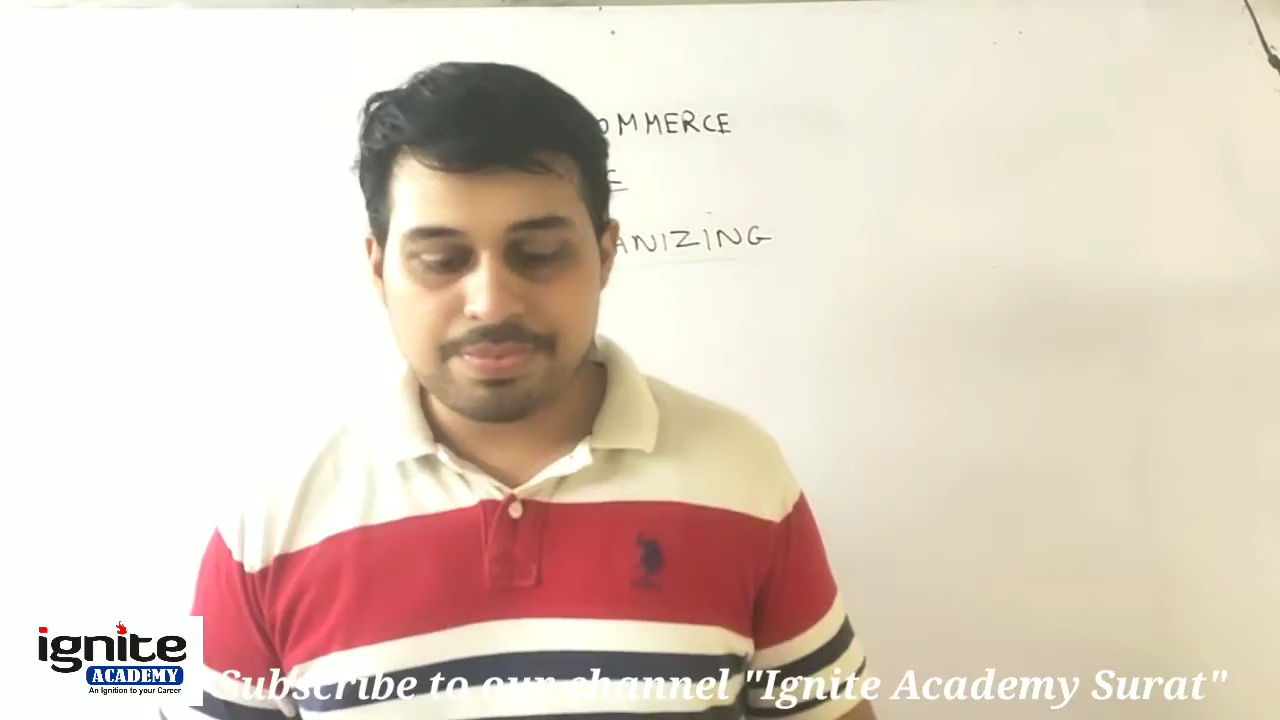 OMMERCE
ANIZING
ignite
ACADEMY
An Ignition to your Career
Subscribe to our channel "Ignite Academy Surat"